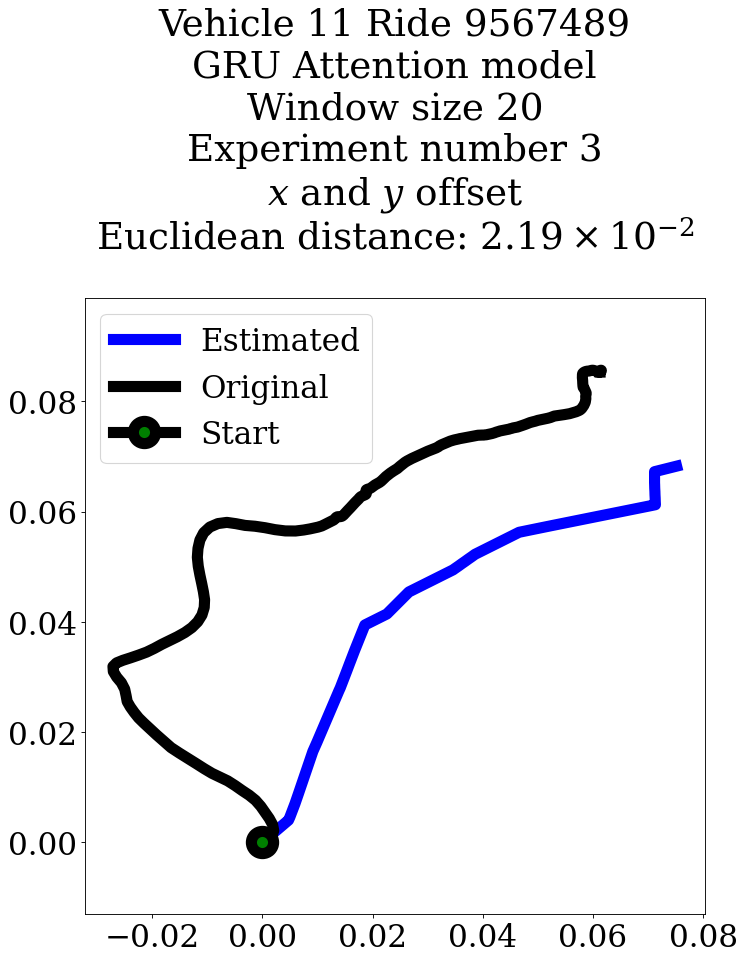 Vehicle 11 Ride 9567489
GRU Attention model
Window size 20
Experiment number 3
x and y offset
Euclidean distance: 2.19 × 10⁻²
Estimated
Original
Start
0.08
0.06
0.04
0.02
0.00
−0.02 0.00 0.02 0.04 0.06 0.08